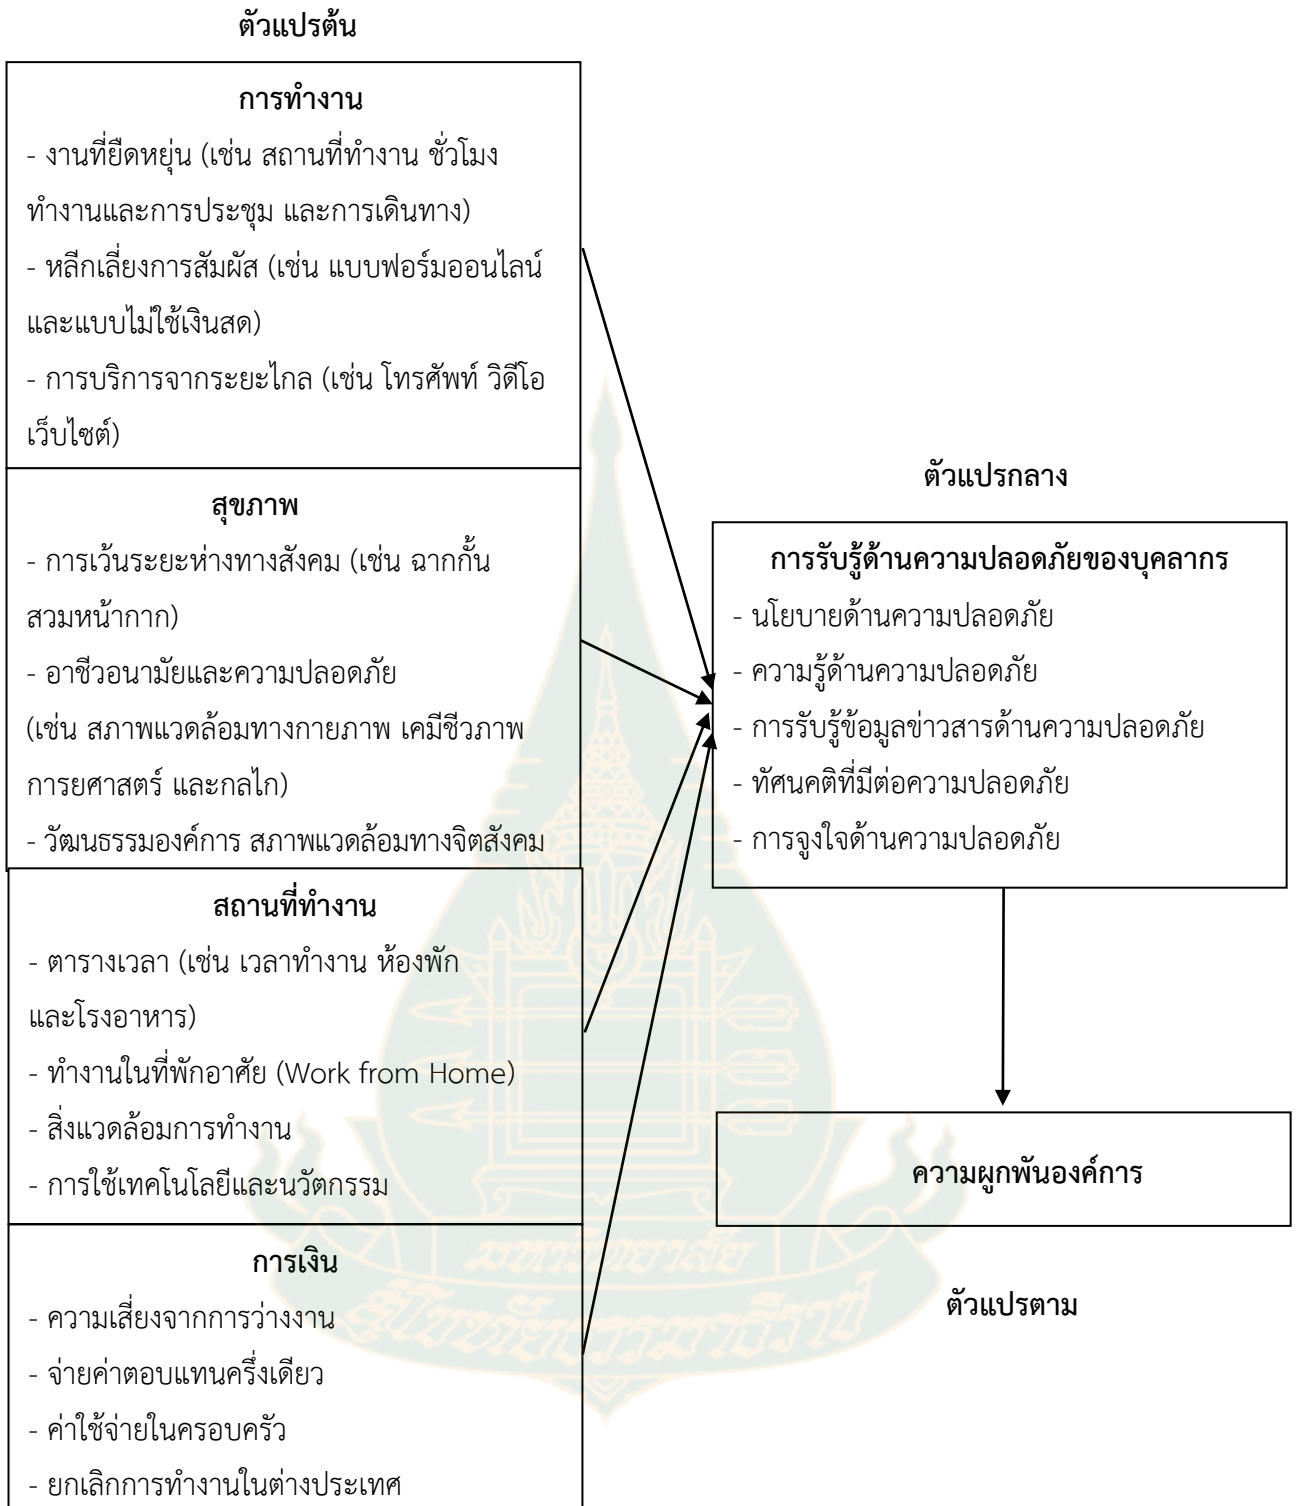 ตัวแปรต้น
การทำงาน
- งานที่ยืดหยุ่น (เช่น สถานที่ทำงาน ชั่วโมง
ทำงานและการประชุม และการเดินทาง)
- หลีกเลี่ยงการสัมผัส (เช่น แบบฟอร์มออนไลน์
และแบบไม่ใช้เงินสด)
- การบริการจากระยะไกล (เช่น โทรศัพท์ วิดีโอ
เว็บไซต์)
สุขภาพ
- การเว้นระยะห่างทางสังคม (เช่น ฉากกั้น
สวมหน้ากาก)
- อาชีวอนามัยและความปลอดภัย
(เช่น สภาพแวดล้อมทางกายภาพ เคมีชีวภาพ
การยศาสตร์ และกลไก)
- วัฒนธรรมองค์การ สภาพแวดล้อมทางจิตสังคม
สถานที่ทำงาน
- ตารางเวลา (เช่น เวลาทำงาน ห้องพัก
และโรงอาหาร)
- ทำงานในที่พักอาศัย (Work from Home)
- สิ่งแวดล้อมการทำงาน
- การใช้เทคโนโลยีและนวัตกรรม
การเงิน
- ความเสี่ยงจากการว่างงาน
- จ่ายค่าตอบแทนครึ่งเดียว
- ค่าใช้จ่ายในครอบครัว
- ยกเลิกการทำงานในต่างประเทศ
ตัวแปรกลาง
การรับรู้ด้านความปลอดภัยของบุคลากร
- นโยบายด้านความปลอดภัย
- ความรู้ด้านความปลอดภัย
- การรับรู้ข้อมูลข่าวสารด้านความปลอดภัย
- ทัศนคติที่มีต่อความปลอดภัย
- การจูงใจด้านความปลอดภัย
ความผูกพันองค์การ
ตัวแปรตาม
มหาวิทยาลัย
สุโขทัยธรรมาธิราช